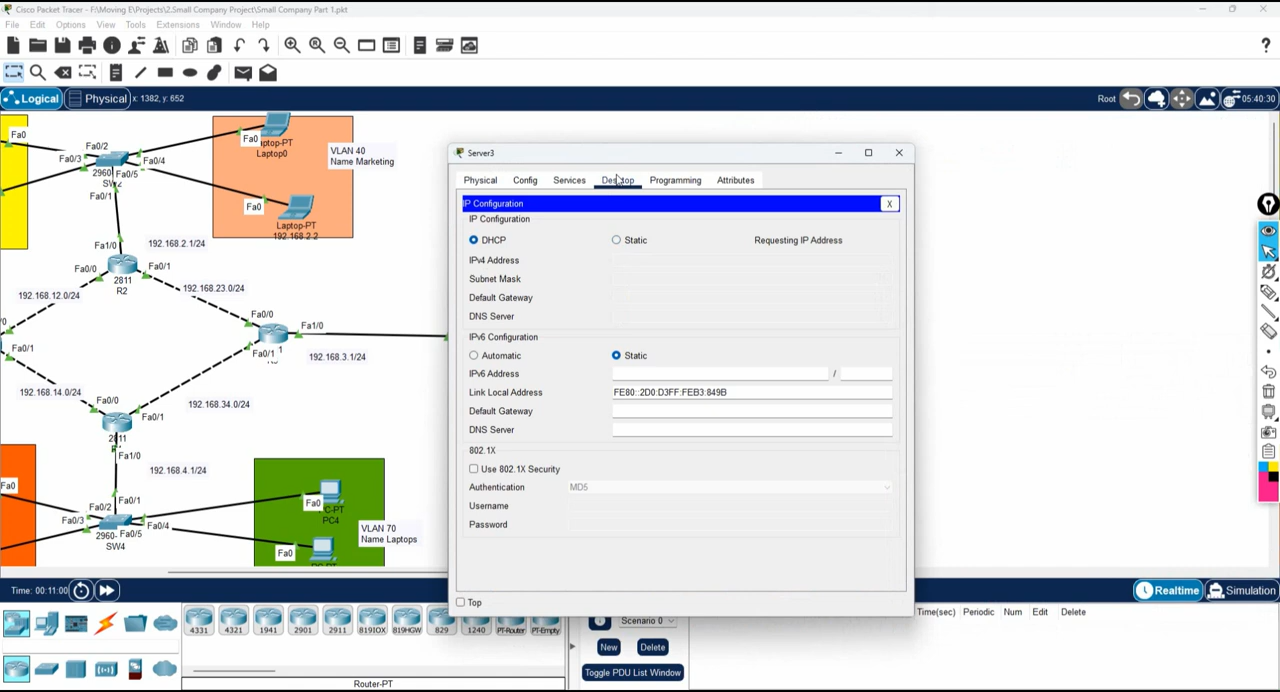 Cisco Packet Tracer - F:\Moving E\Projects\2.Small Company Project\Small Company Part 1.pkt
File Edit Options View Tools Extensions Window Help
Logical Physical x: 1382, y: 652 Root 05:40:30
Fa0
Fa0/2
Fa0/3
Fa0/4
2960
Fa0/5
Fa0/1
Fa0
ptop-PT
Laptop0
VLAN 40
Name Marketing
Fa0
Laptop-PT
192.168.2.2
Fa1/0
192.168.2.1/24
Fa0/0
Fa0/1
2811
R2
192.168.12.0/24
192.168.23.0/24
Fa0/0
Fa1/0
Fa0/1
192.168.3.1/24
Fa0/1
192.168.14.0/24
Fa0/0
192.168.34.0/24
Fa0/1
Fa1/0
192.168.4.1/24
Fa0
Fa0/1
Fa0/2
Fa0/3
Fa0/4
2960-
Fa0/5
SW4
Fa0
C-PT
PC4
VLAN 70
Name Laptops
Fa0
Server3
Physical Config Services Desktop Programming Attributes
IP Configuration X
IP Configuration
DHCP Static Requesting IP Address
IPv4 Address
Subnet Mask
Default Gateway
DNS Server
IPv6 Configuration
Automatic Static
IPv6 Address /
Link Local Address FE80::2D0:D3FF:FEB3:849B
Default Gateway
DNS Server
802.1X
Use 802.1X Security
Authentication MD5
Username
Password
Top
Time: 00:11:00 Realtime Simulation
4331 4321 1941 2901 2911 819IOX 819HGW 829 1240 PT-Router PT-Empty
Router-PT
Scenario 0
New Delete
Toggle PDU List Window
Time(sec) Periodic Num Edit Delete